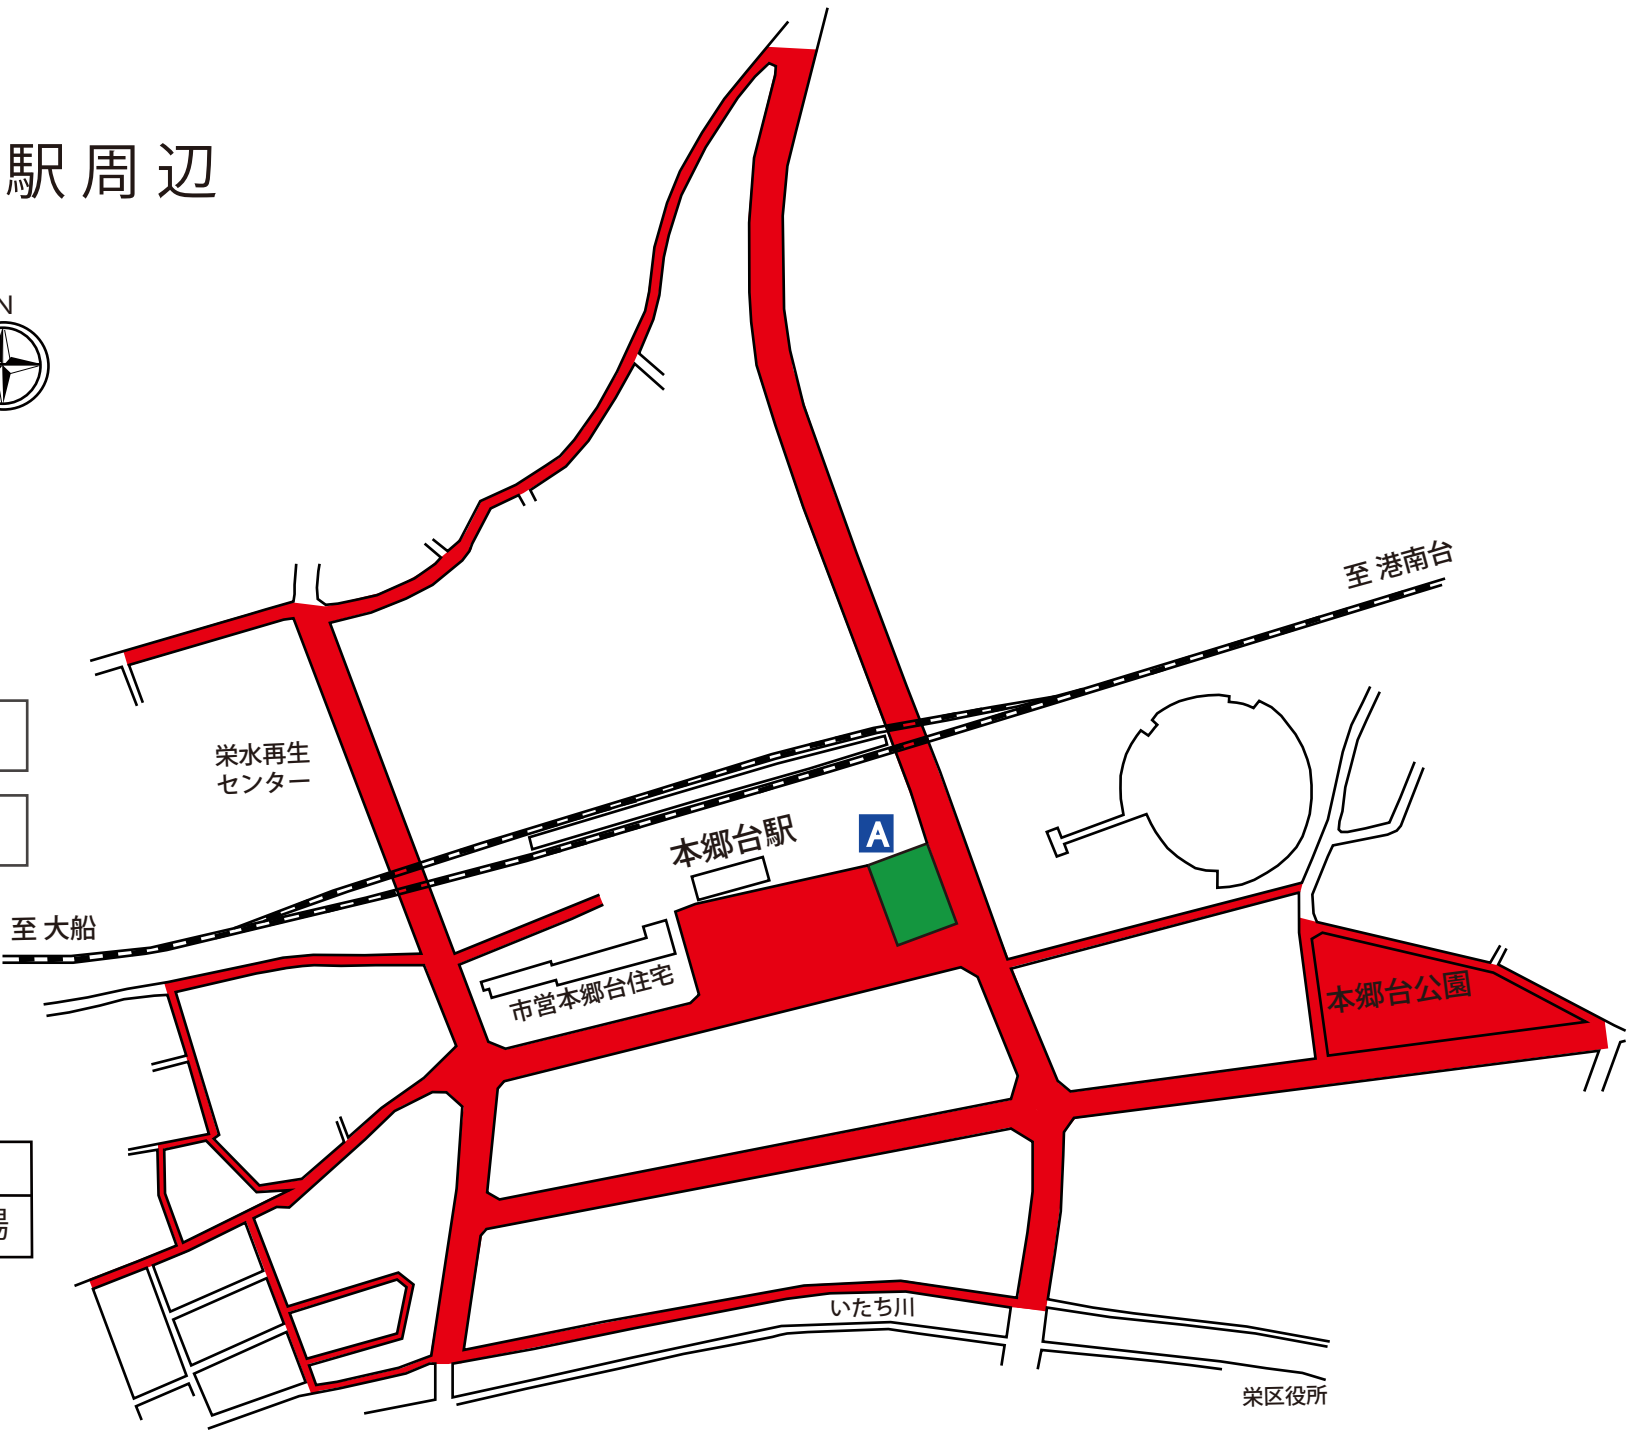 駅周辺
N
至 港南台
栄水再生
センター
A
本郷台駅
至 大船
市営本郷台住宅
本郷台公園
いたち川
栄区役所